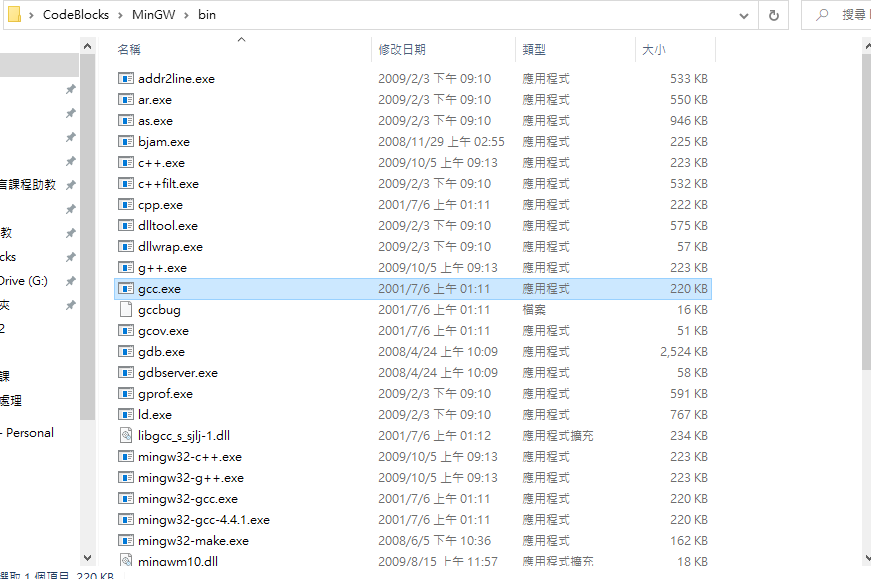 CodeBlocks › MinGW › bin 搜尋
名稱 修改日期 類型 大小
addr2line.exe 2009/2/3 下午 09:10 應用程式 533 KB
ar.exe 2009/2/3 下午 09:10 應用程式 550 KB
as.exe 2009/2/3 下午 09:10 應用程式 946 KB
bjam.exe 2008/11/29 上午 02:55 應用程式 225 KB
c++.exe 2009/10/5 上午 09:13 應用程式 223 KB
言課程助教 c++filt.exe 2009/2/3 下午 09:10 應用程式 532 KB
cpp.exe 2001/7/6 上午 01:11 應用程式 222 KB
教 dlltool.exe 2009/2/3 下午 09:10 應用程式 575 KB
cks dllwrap.exe 2009/2/3 下午 09:10 應用程式 57 KB
g++.exe 2009/10/5 上午 09:13 應用程式 223 KB
Drive (G:) gcc.exe 2001/7/6 上午 01:11 應用程式 220 KB
夾 gccbug 2001/7/6 上午 01:11 檔案 16 KB
2 gcov.exe 2001/7/6 上午 01:11 應用程式 51 KB
gdb.exe 2008/4/24 上午 10:09 應用程式 2,524 KB
課 gdbserver.exe 2008/4/24 上午 10:09 應用程式 58 KB
處理 gprof.exe 2009/2/3 下午 09:10 應用程式 591 KB
ld.exe 2009/2/3 下午 09:10 應用程式 767 KB
- Personal libgcc_s_sjlj-1.dll 2001/7/6 上午 01:12 應用程式擴充 234 KB
mingw32-c++.exe 2009/10/5 上午 09:13 應用程式 223 KB
mingw32-g++.exe 2009/10/5 上午 09:13 應用程式 223 KB
mingw32-gcc.exe 2001/7/6 上午 01:11 應用程式 220 KB
mingw32-gcc-4.4.1.exe 2001/7/6 上午 01:11 應用程式 220 KB
mingw32-make.exe 2008/6/5 下午 10:36 應用程式 162 KB
mingwm10.dll 2009/8/15 上午 11:57 應用程式擴充 18 KB
選取 1 個項目 220 KB